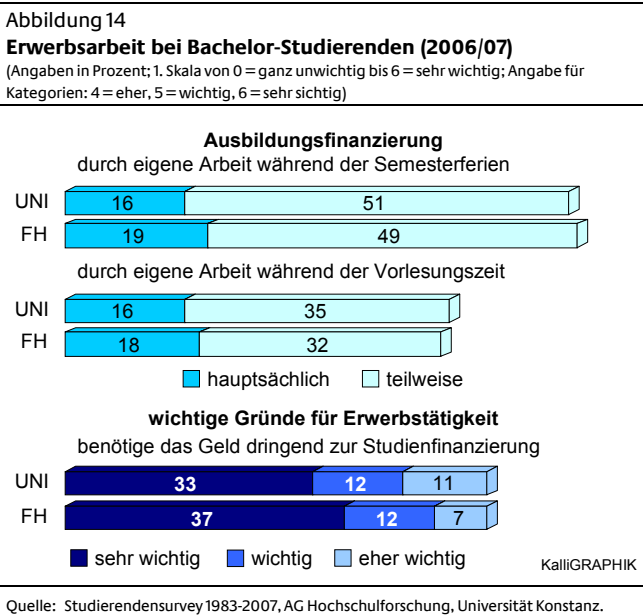 Abbildung 14
Erwerbsarbeit bei Bachelor-Studierenden (2006/07)
(Angaben in Prozent; 1. Skala von 0 = ganz unwichtig bis 6 = sehr wichtig; Angabe für
Kategorien: 4 = eher, 5 = wichtig, 6 = sehr sichtig)
Ausbildungsfinanzierung
durch eigene Arbeit während der Semesterferien
UNI 16 51
FH 19 49
durch eigene Arbeit während der Vorlesungszeit
UNI 16 35
FH 18 32
hauptsächlich teilweise
wichtige Gründe für Erwerbstätigkeit
benötige das Geld dringend zur Studienfinanzierung
UNI 33 12 11
FH 37 12 7
sehr wichtig wichtig eher wichtig KalliGRAPHIK
Quelle: Studierendensurvey 1983-2007, AG Hochschulforschung, Universität Konstanz.